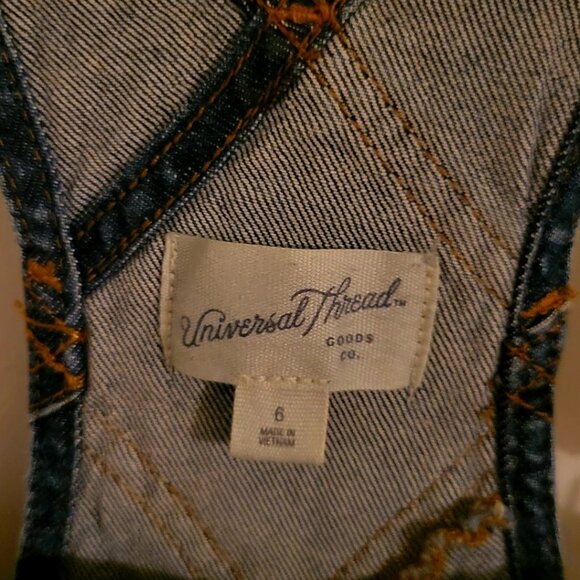 Universal Thread™
GOODS
CO.
6
MADE IN
VIETNAM